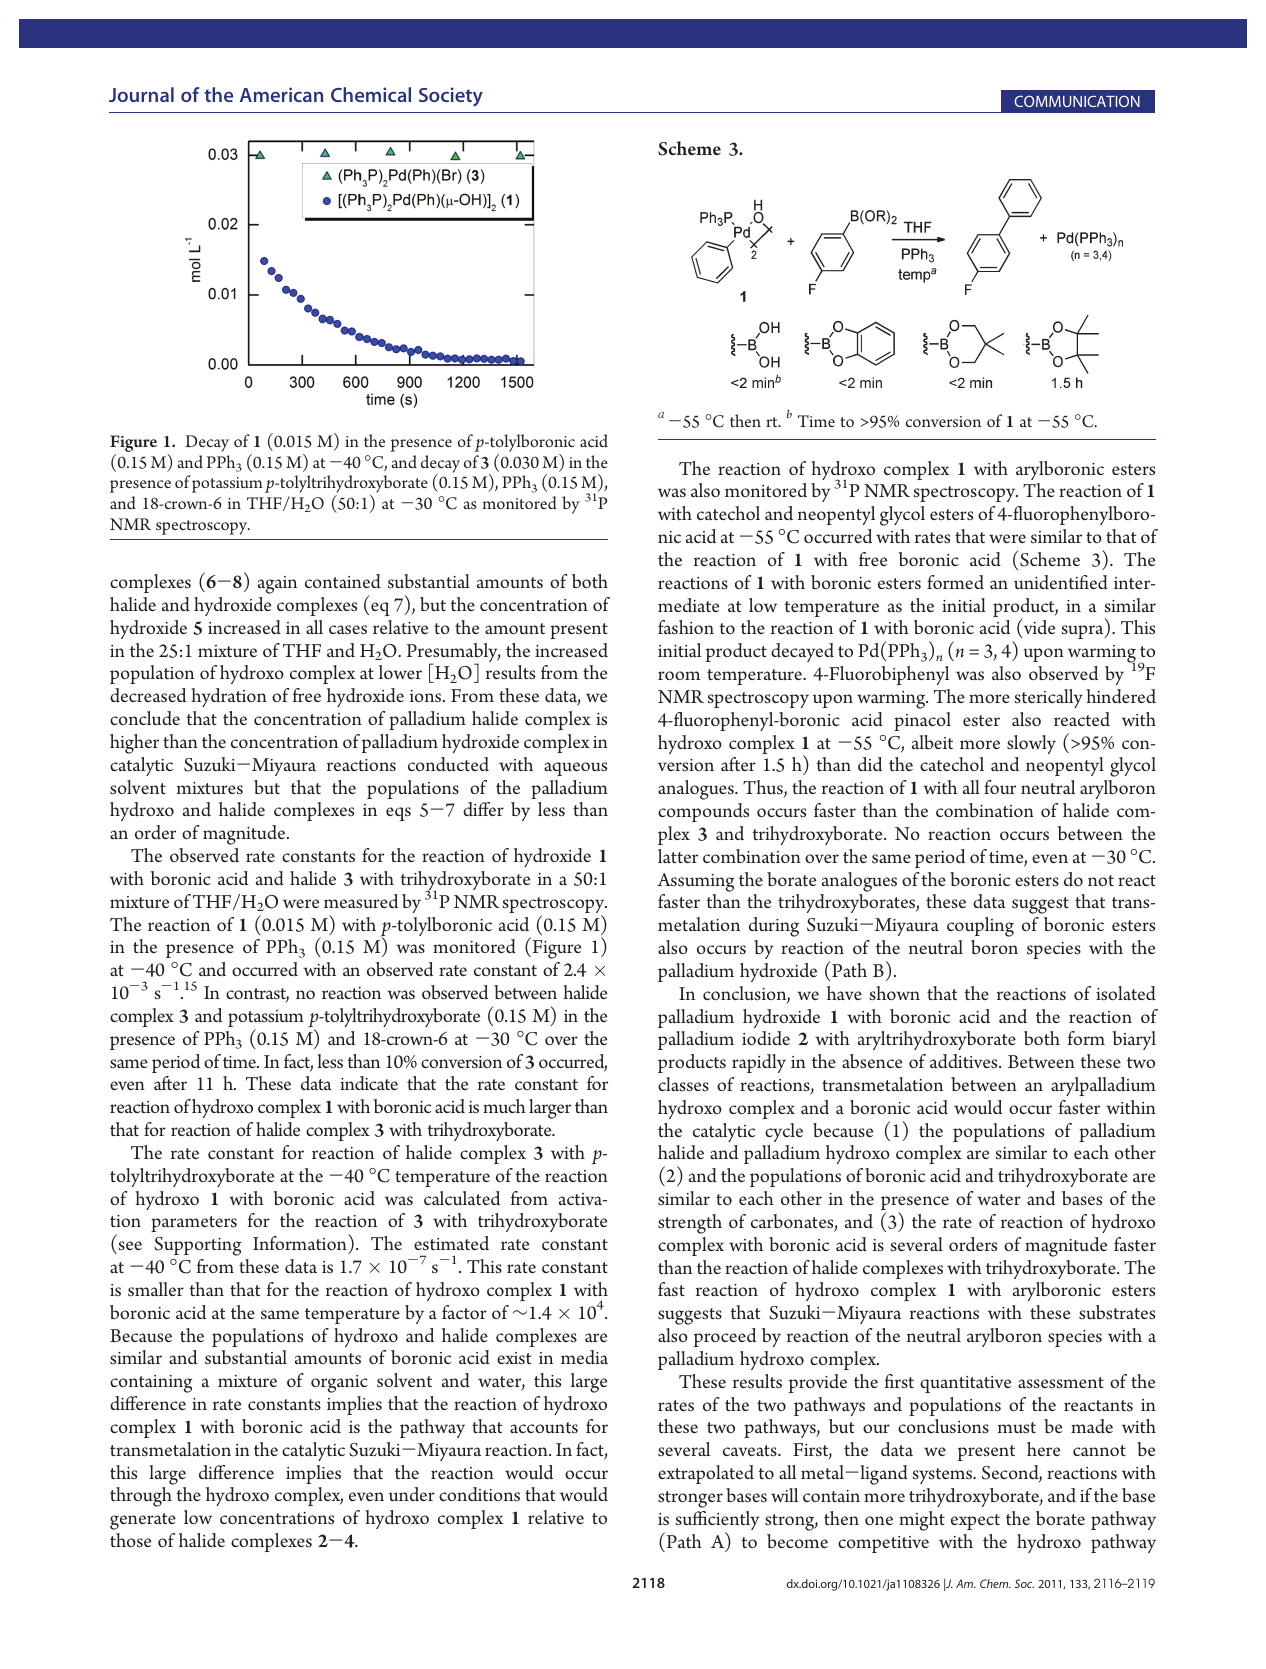 Journal of the American Chemical Society
COMMUNICATION
0.03
0.02
0.01
0.00
mol L⁻¹
(Ph₃P)₂Pd(Ph)(Br) (3)
[(Ph₃P)₂Pd(Ph)(μ-OH)]₂ (1)
0 300 600 900 1200 1500
time (s)
Figure 1. Decay of 1 (0.015 M) in the presence of p-tolylboronic acid
(0.15 M) and PPh₃ (0.15 M) at −40 °C, and decay of 3 (0.030 M) in the
presence of potassium p-tolyltrihydroxyborate (0.15 M), PPh₃ (0.15 M),
and 18-crown-6 in THF/H₂O (50:1) at −30 °C as monitored by ³¹P
NMR spectroscopy.
complexes (6−8) again contained substantial amounts of both
halide and hydroxide complexes (eq 7), but the concentration of
hydroxide 5 increased in all cases relative to the amount present
in the 25:1 mixture of THF and H₂O. Presumably, the increased
population of hydroxo complex at lower [H₂O] results from the
decreased hydration of free hydroxide ions. From these data, we
conclude that the concentration of palladium halide complex is
higher than the concentration of palladium hydroxide complex in
catalytic Suzuki−Miyaura reactions conducted with aqueous
solvent mixtures but that the populations of the palladium
hydroxo and halide complexes in eqs 5−7 differ by less than
an order of magnitude.
The observed rate constants for the reaction of hydroxide 1
with boronic acid and halide 3 with trihydroxyborate in a 50:1
mixture of THF/H₂O were measured by ³¹P NMR spectroscopy.
The reaction of 1 (0.015 M) with p-tolylboronic acid (0.15 M)
in the presence of PPh₃ (0.15 M) was monitored (Figure 1)
at −40 °C and occurred with an observed rate constant of 2.4 ×
10⁻³ s⁻¹.¹⁵ In contrast, no reaction was observed between halide
complex 3 and potassium p-tolyltrihydroxyborate (0.15 M) in the
presence of PPh₃ (0.15 M) and 18-crown-6 at −30 °C over the
same period of time. In fact, less than 10% conversion of 3 occurred,
even after 11 h. These data indicate that the rate constant for
reaction of hydroxo complex 1 with boronic acid is much larger than
that for reaction of halide complex 3 with trihydroxyborate.
The rate constant for reaction of halide complex 3 with p-
tolyltrihydroxyborate at the −40 °C temperature of the reaction
of hydroxo 1 with boronic acid was calculated from activa-
tion parameters for the reaction of 3 with trihydroxyborate
(see Supporting Information). The estimated rate constant
at −40 °C from these data is 1.7 × 10⁻⁷ s⁻¹. This rate constant
is smaller than that for the reaction of hydroxo complex 1 with
boronic acid at the same temperature by a factor of ∼1.4 × 10⁴.
Because the populations of hydroxo and halide complexes are
similar and substantial amounts of boronic acid exist in media
containing a mixture of organic solvent and water, this large
difference in rate constants implies that the reaction of hydroxo
complex 1 with boronic acid is the pathway that accounts for
transmetalation in the catalytic Suzuki−Miyaura reaction. In fact,
this large difference implies that the reaction would occur
through the hydroxo complex, even under conditions that would
generate low concentrations of hydroxo complex 1 relative to
those of halide complexes 2−4.
Scheme 3.
Ph₃P
H
O
Pd
2
1
+
B(OR)₂
F
THF
PPh₃
tempᵃ
F
+ Pd(PPh₃)ₙ
(n = 3,4)
B OH OH
B O O
B O O
B O O
<2 minᵇ <2 min <2 min 1.5 h
ᵃ −55 °C then rt. ᵇ Time to >95% conversion of 1 at −55 °C.
The reaction of hydroxo complex 1 with arylboronic esters
was also monitored by ³¹P NMR spectroscopy. The reaction of 1
with catechol and neopentyl glycol esters of 4-fluorophenylboro-
nic acid at −55 °C occurred with rates that were similar to that of
the reaction of 1 with free boronic acid (Scheme 3). The
reactions of 1 with boronic esters formed an unidentified inter-
mediate at low temperature as the initial product, in a similar
fashion to the reaction of 1 with boronic acid (vide supra). This
initial product decayed to Pd(PPh₃)ₙ (n = 3, 4) upon warming to
room temperature. 4-Fluorobiphenyl was also observed by ¹⁹F
NMR spectroscopy upon warming. The more sterically hindered
4-fluorophenyl-boronic acid pinacol ester also reacted with
hydroxo complex 1 at −55 °C, albeit more slowly (>95% con-
version after 1.5 h) than did the catechol and neopentyl glycol
analogues. Thus, the reaction of 1 with all four neutral arylboron
compounds occurs faster than the combination of halide com-
plex 3 and trihydroxyborate. No reaction occurs between the
latter combination over the same period of time, even at −30 °C.
Assuming the borate analogues of the boronic esters do not react
faster than the trihydroxyborates, these data suggest that trans-
metalation during Suzuki−Miyaura coupling of boronic esters
also occurs by reaction of the neutral boron species with the
palladium hydroxide (Path B).
In conclusion, we have shown that the reactions of isolated
palladium hydroxide 1 with boronic acid and the reaction of
palladium iodide 2 with aryltrihydroxyborate both form biaryl
products rapidly in the absence of additives. Between these two
classes of reactions, transmetalation between an arylpalladium
hydroxo complex and a boronic acid would occur faster within
the catalytic cycle because (1) the populations of palladium
halide and palladium hydroxo complex are similar to each other
(2) and the populations of boronic acid and trihydroxyborate are
similar to each other in the presence of water and bases of the
strength of carbonates, and (3) the rate of reaction of hydroxo
complex with boronic acid is several orders of magnitude faster
than the reaction of halide complexes with trihydroxyborate. The
fast reaction of hydroxo complex 1 with arylboronic esters
suggests that Suzuki−Miyaura reactions with these substrates
also proceed by reaction of the neutral arylboron species with a
palladium hydroxo complex.
These results provide the first quantitative assessment of the
rates of the two pathways and populations of the reactants in
these two pathways, but our conclusions must be made with
several caveats. First, the data we present here cannot be
extrapolated to all metal−ligand systems. Second, reactions with
stronger bases will contain more trihydroxyborate, and if the base
is sufficiently strong, then one might expect the borate pathway
(Path A) to become competitive with the hydroxo pathway
2118
dx.doi.org/10.1021/ja1108326 |J. Am. Chem. Soc. 2011, 133, 2116–2119